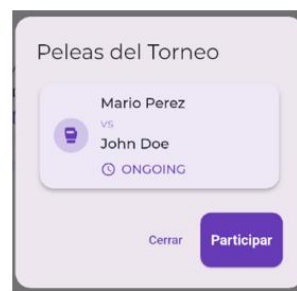 Peleas del Torneo
Mario Perez
vs
John Doe
ONGOING
Cerrar
Participar